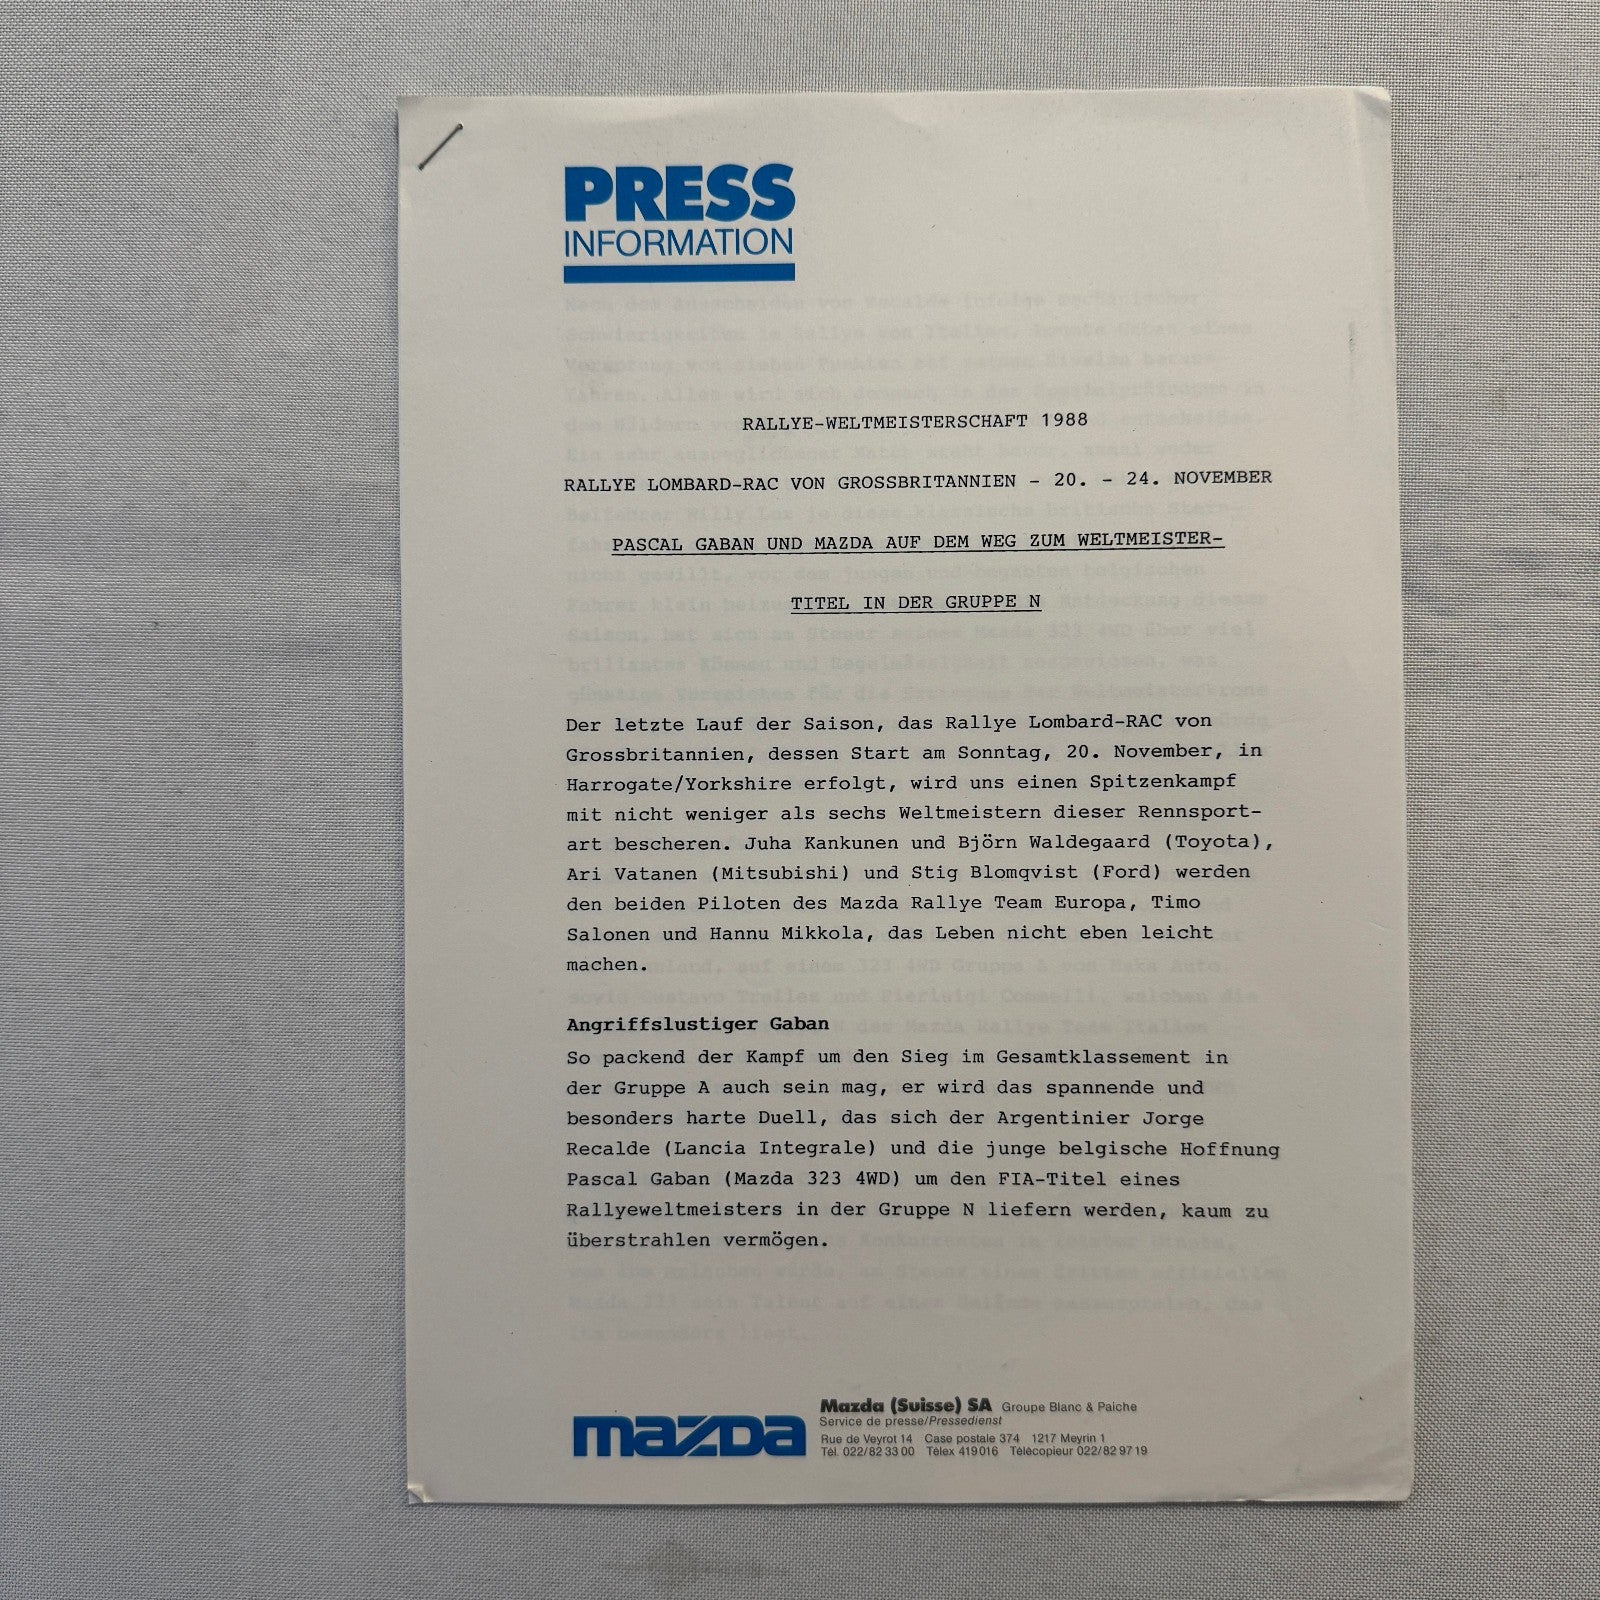 PRESS
INFORMATION
RALLYE-WELTMEISTERSCHAFT 1988
RALLYE LOMBARD-RAC VON GROSSBRITANNIEN - 20. - 24. NOVEMBER
PASCAL GABAN UND MAZDA AUF DEM WEG ZUM WELTMEISTER-
TITEL IN DER GRUPPE N
Der letzte Lauf der Saison, das Rallye Lombard-RAC von
Grossbritannien, dessen Start am Sonntag, 20. November, in
Harrogate/Yorkshire erfolgt, wird uns einen Spitzenkampf
mit nicht weniger als sechs Weltmeistern dieser Rennsport-
art bescheren. Juha Kankunen und Björn Waldegaard (Toyota),
Ari Vatanen (Mitsubishi) und Stig Blomqvist (Ford) werden
den beiden Piloten des Mazda Rallye Team Europa, Timo
Salonen und Hannu Mikkola, das Leben nicht eben leicht
machen.
Angriffslustiger Gaban
So packend der Kampf um den Sieg im Gesamtklassement in
der Gruppe A auch sein mag, er wird das spannende und
besonders harte Duell, das sich der Argentinier Jorge
Recalde (Lancia Integrale) und die junge belgische Hoffnung
Pascal Gaban (Mazda 323 4WD) um den FIA-Titel eines
Rallyeweltmeisters in der Gruppe N liefern werden, kaum zu
überstrahlen vermögen.
mazda
Mazda (Suisse) SA Groupe Blanc & Paiche
Service de presse/Pressedienst
Rue de Veyrot 14 Case postale 374 1217 Meyrin 1
Tél. 022/82 33 00 Télex 419 016 Télécopieur 022/82 97 19